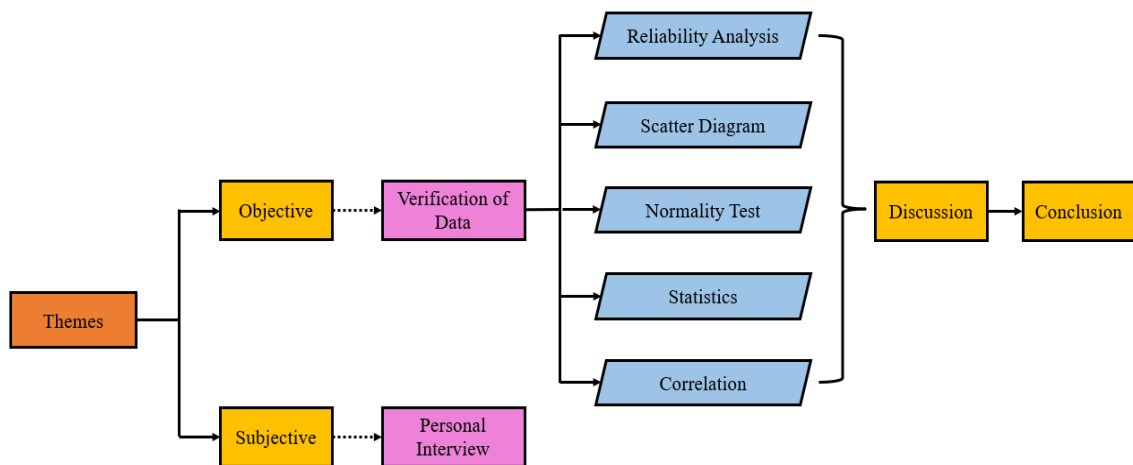 Themes
Objective
Subjective
Verification of
Data
Personal
Interview
Reliability Analysis
Scatter Diagram
Normality Test
Statistics
Correlation
Discussion
Conclusion